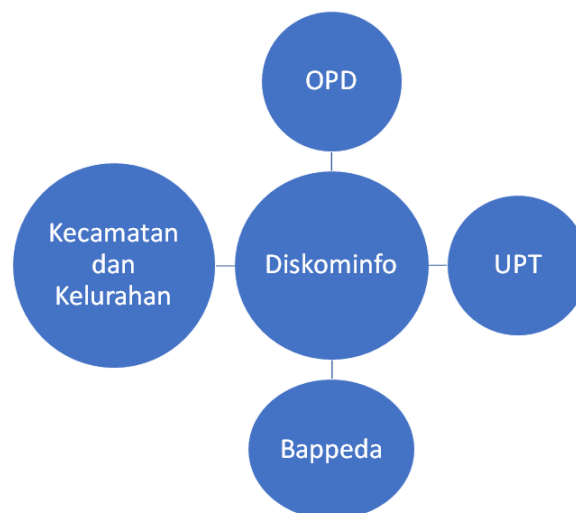 OPD
Kecamatan
dan
Kelurahan
Diskominfo
UPT
Bappeda